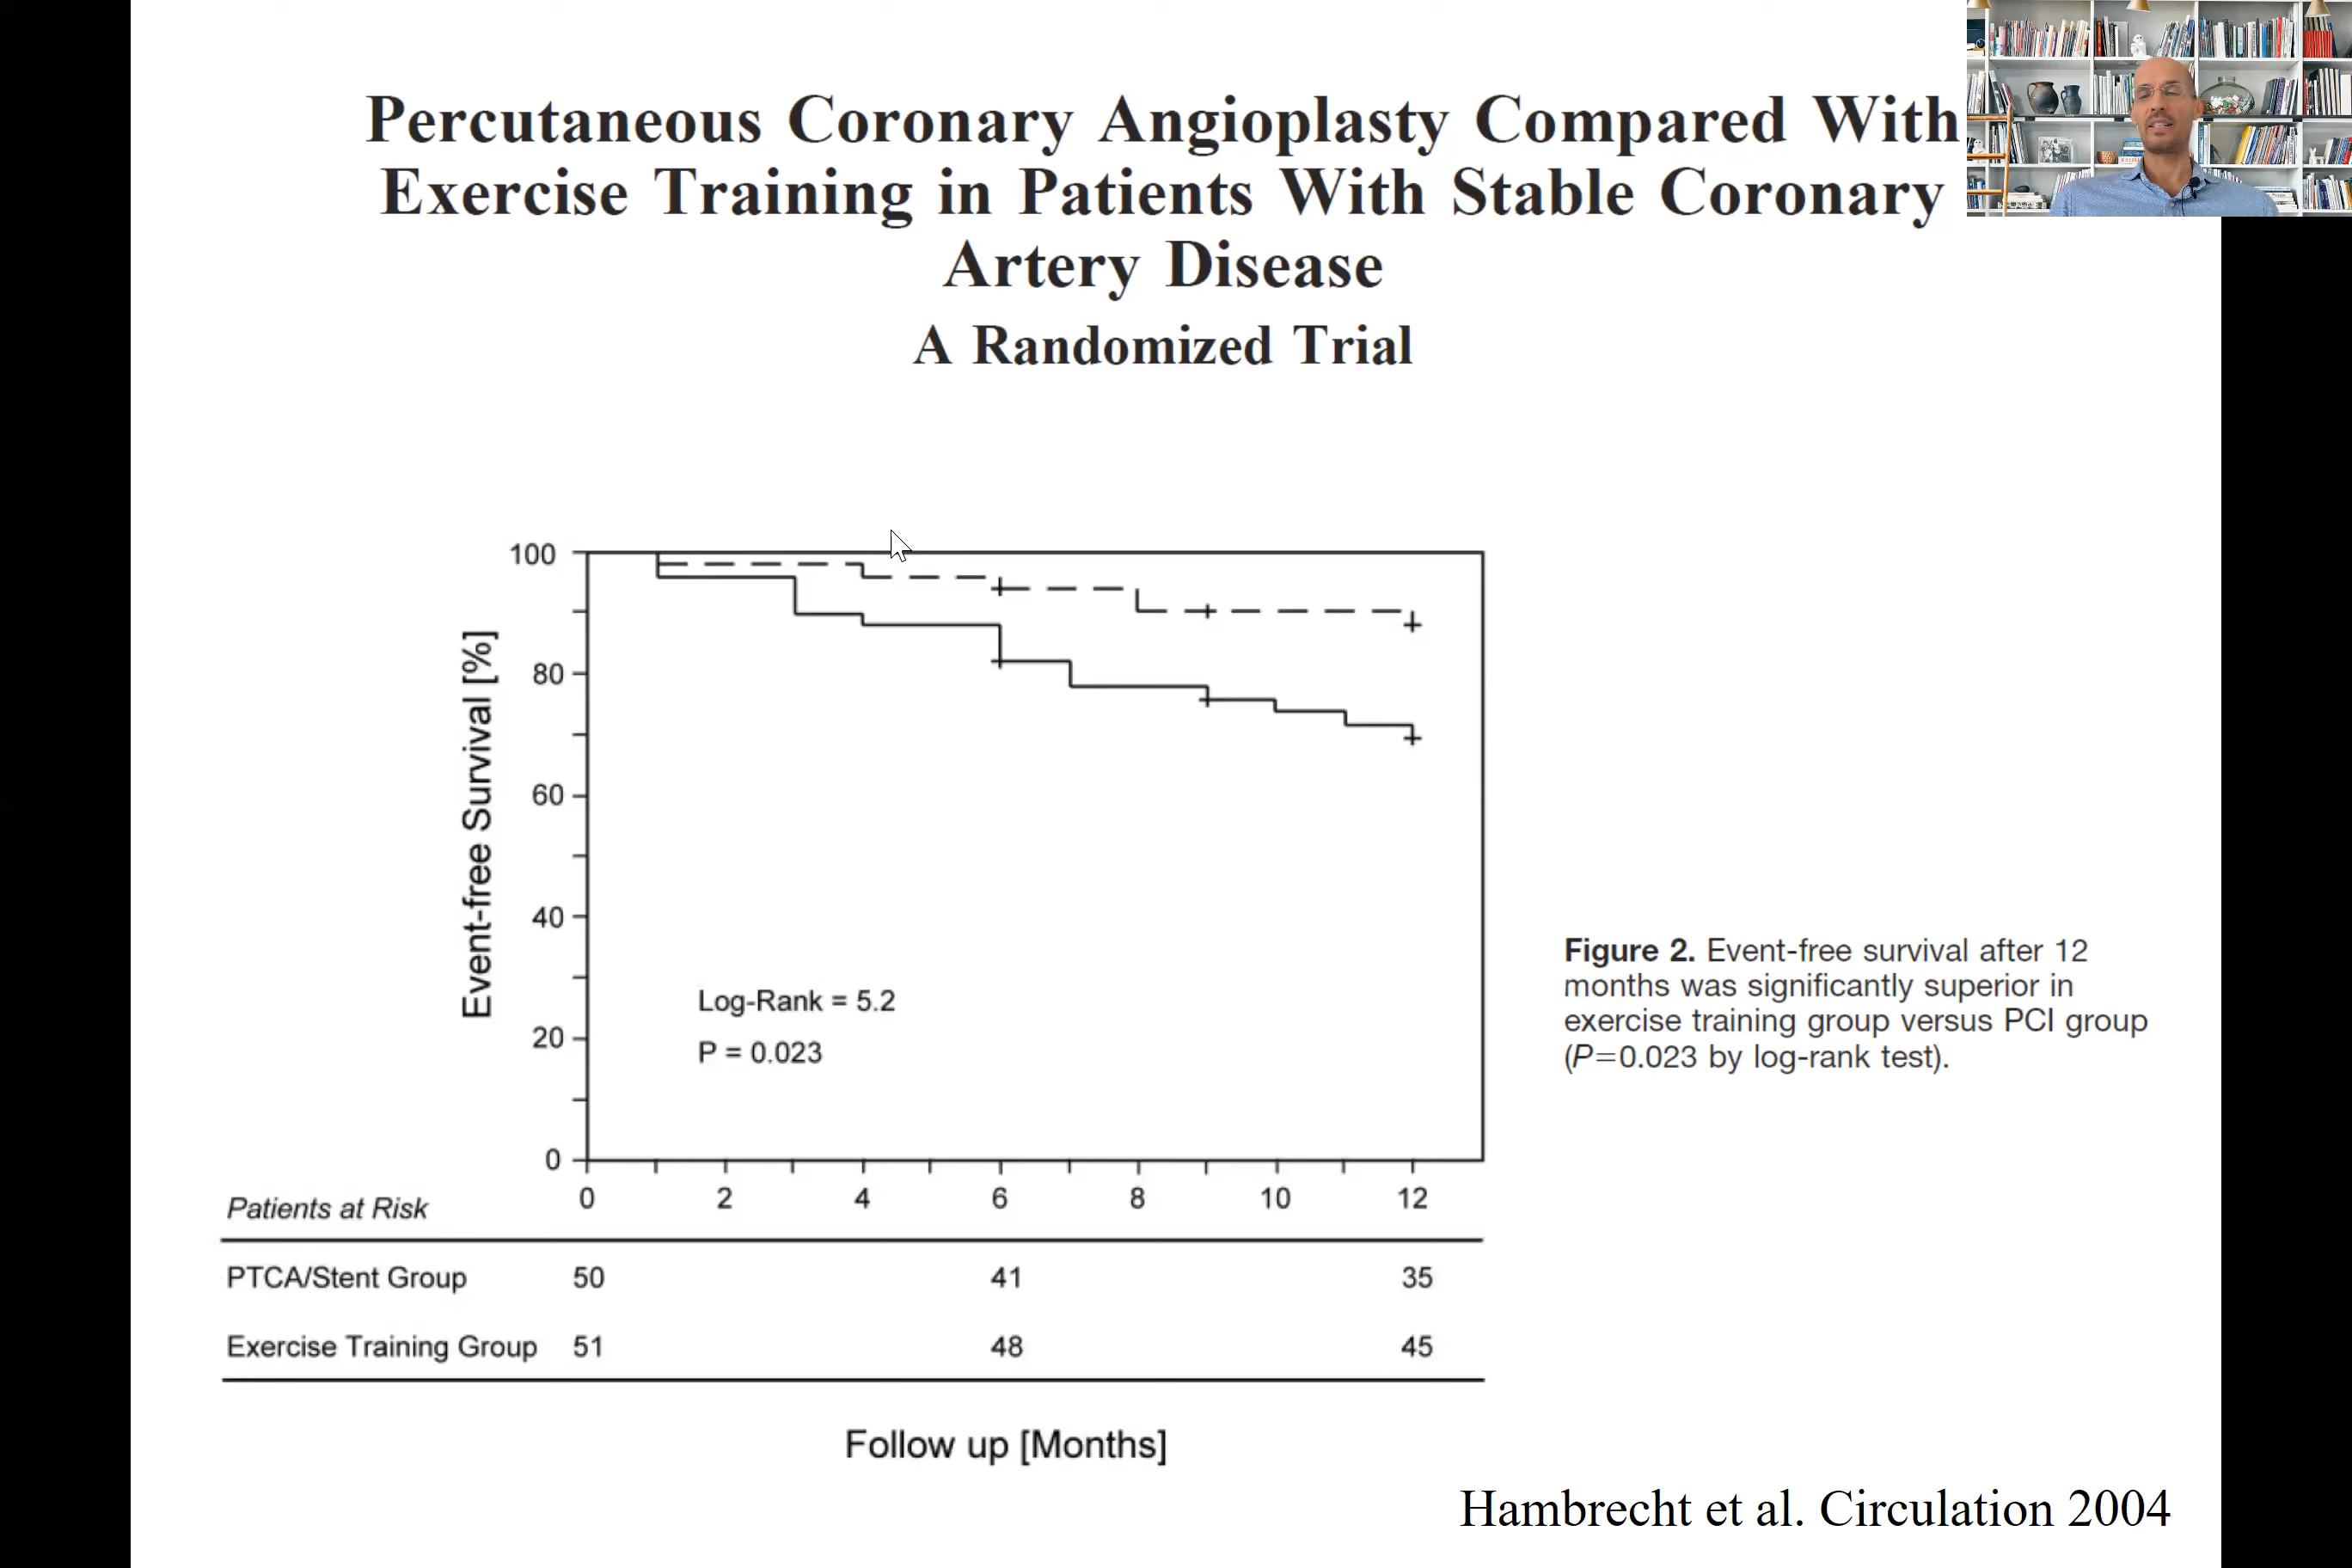 Percutaneous Coronary Angioplasty Compared With
Exercise Training in Patients With Stable Coronary
Artery Disease
A Randomized Trial
Event-free Survival [%]
100
80
60
40
20
0
Log-Rank = 5.2
P = 0.023
0 2 4 6 8 10 12
Patients at Risk
PTCA/Stent Group 50 41 35
Exercise Training Group 51 48 45
Follow up [Months]
Figure 2. Event-free survival after 12
months was significantly superior in
exercise training group versus PCI group
(P=0.023 by log-rank test).
Hambrecht et al. Circulation 2004